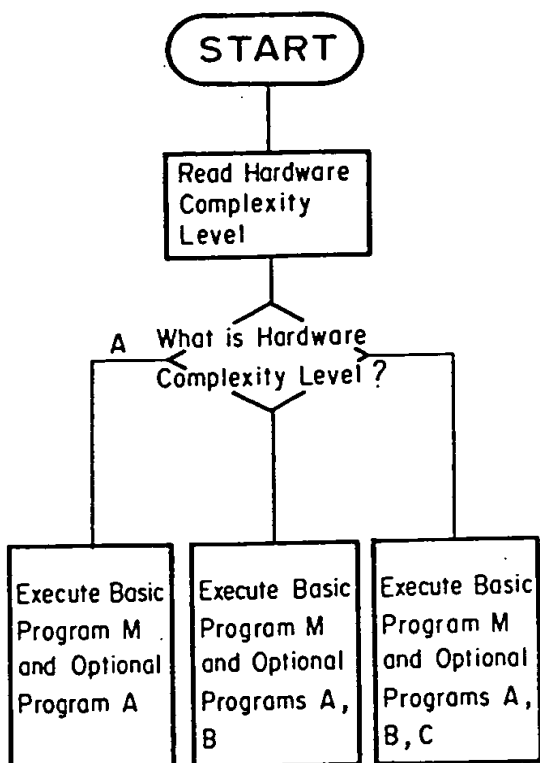 START
Read Hardware
Complexity
Level
A
What is Hardware
Complexity Level ?
Execute Basic
Program M
and Optional
Program A
Execute Basic
Program M
and Optional
Programs A ,
B
Execute Basic
Program M
and Optional
Programs A ,
B , C